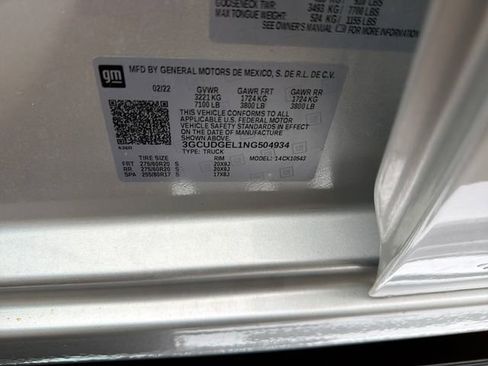 GOOSENECK TWR:
3493 KG / 7700 LBS
MAX TONGUE WEIGHT:
524 KG / 1155 LBS
SEE OWNER'S MANUAL FOR
gm
MFD BY GENERAL MOTORS DE MEXICO, S. DE R.L. DE C.V.
02/22 GVWR GAWR FRT GAWR RR
3221 KG 1724 KG 1724 KG
7100 LB 3800 LB 3800 LB
THIS VEHICLE CONFORMS TO ALL
APPLICABLE U.S. FEDERAL MOTOR
VEHICLE SAFETY STANDARDS IN EFFECT
ON THE DATE OF MANUFACTURE
SHOWN ABOVE.
3GCUDGEL1NG504934
TYPE: TRUCK MODEL: 14CK10543
TIRE SIZE RIM
FRT 275/60R20 S 20X9J
RR 275/60R20 S 20X9J
SPA 255/80R17 S 17X8J